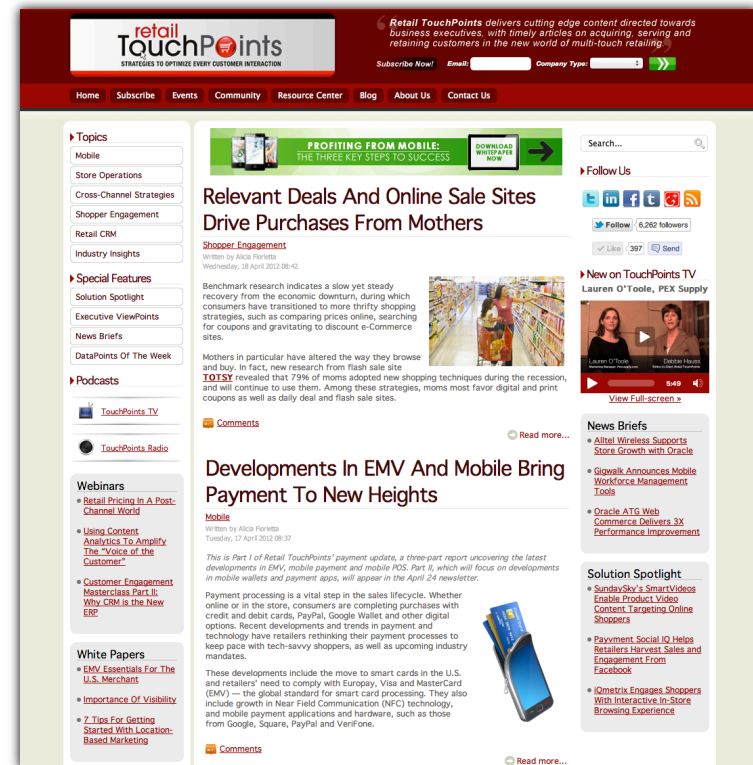 retail
TouchPoints
STRATEGIES TO OPTIMIZE EVERY CUSTOMER INTERACTION
Retail TouchPoints delivers cutting edge content directed towards
business executives, with timely articles on acquiring, serving and
retaining customers in the new world of multi-touch retailing.
Subscribe Now! Email: Company Type:
Home Subscribe Events Community Resource Center Blog About Us Contact Us
Topics
Mobile
Store Operations
Cross-Channel Strategies
Shopper Engagement
Retail CRM
Industry Insights
Special Features
Solution Spotlight
Executive ViewPoints
News Briefs
DataPoints Of The Week
Podcasts
TouchPoints TV
TouchPoints Radio
Webinars
Retail Pricing In A Post-
Channel World
Using Content
Analytics To Amplify
The "Voice of the
Customer"
Customer Engagement
Masterclass Part II:
Why CRM is the New
ERP
White Papers
EMV Essentials For The
U.S. Merchant
Importance Of Visibility
7 Tips For Getting
Started With Location-
Based Marketing
PROFITING FROM MOBILE:
THE THREE KEY STEPS TO SUCCESS
DOWNLOAD
WHITEPAPER
NOW
Relevant Deals And Online Sale Sites
Drive Purchases From Mothers
Shopper Engagement
Written by Alicia Fiorletta
Wednesday, 18 April 2012 08:42
Benchmark research indicates a slow yet steady
recovery from the economic downturn, during which
consumers have transitioned to more thrifty shopping
strategies, such as comparing prices online, searching
for coupons and gravitating to discount e-Commerce
sites.
Mothers in particular have altered the way they browse
and buy. In fact, new research from flash sale site
TOTSY revealed that 79% of moms adopted new shopping techniques during the recession,
and will continue to use them. Among these strategies, moms most favor digital and print
coupons as well as daily deal and flash sale sites.
Comments
Read more...
Developments In EMV And Mobile Bring
Payment To New Heights
Mobile
Written by Alicia Fiorletta
Tuesday, 17 April 2012 08:37
This is Part I of Retail TouchPoints' payment update, a three-part report uncovering the latest
developments in EMV, mobile payment and mobile POS. Part II, which will focus on developments
in mobile wallets and payment apps, will appear in the April 24 newsletter.
Payment processing is a vital step in the sales lifecycle. Whether
online or in the store, consumers are completing purchases with
credit and debit cards, PayPal, Google Wallet and other digital
options. Recent developments and trends in payment and
technology have retailers rethinking their payment processes to
keep pace with tech-savvy shoppers, as well as upcoming industry
mandates.
These developments include the move to smart cards in the U.S.
and retailers' need to comply with Europay, Visa and MasterCard
(EMV) — the global standard for smart card processing. They also
include growth in Near Field Communication (NFC) technology,
and mobile payment applications and hardware, such as those
from Google, Square, PayPal and VeriFone.
Comments
Read more...
Search...
Follow Us
Follow 6,262 followers
Like 397 Send
New on TouchPoints TV
Lauren O'Toole, PEX Supply
Lauren O'Toole
Debbie Hauss
5:49
View Full-screen »
News Briefs
Alltel Wireless Supports
Store Growth with Oracle
Gigwalk Announces Mobile
Workforce Management
Tools
Oracle ATG Web
Commerce Delivers 3X
Performance Improvement
Solution Spotlight
SundaySky's SmartVideos
Enable Product Video
Content Targeting Online
Shoppers
Payvment Social IQ Helps
Retailers Harvest Sales and
Engagement From
Facebook
iQmetrix Engages Shoppers
With Interactive In-Store
Browsing Experience